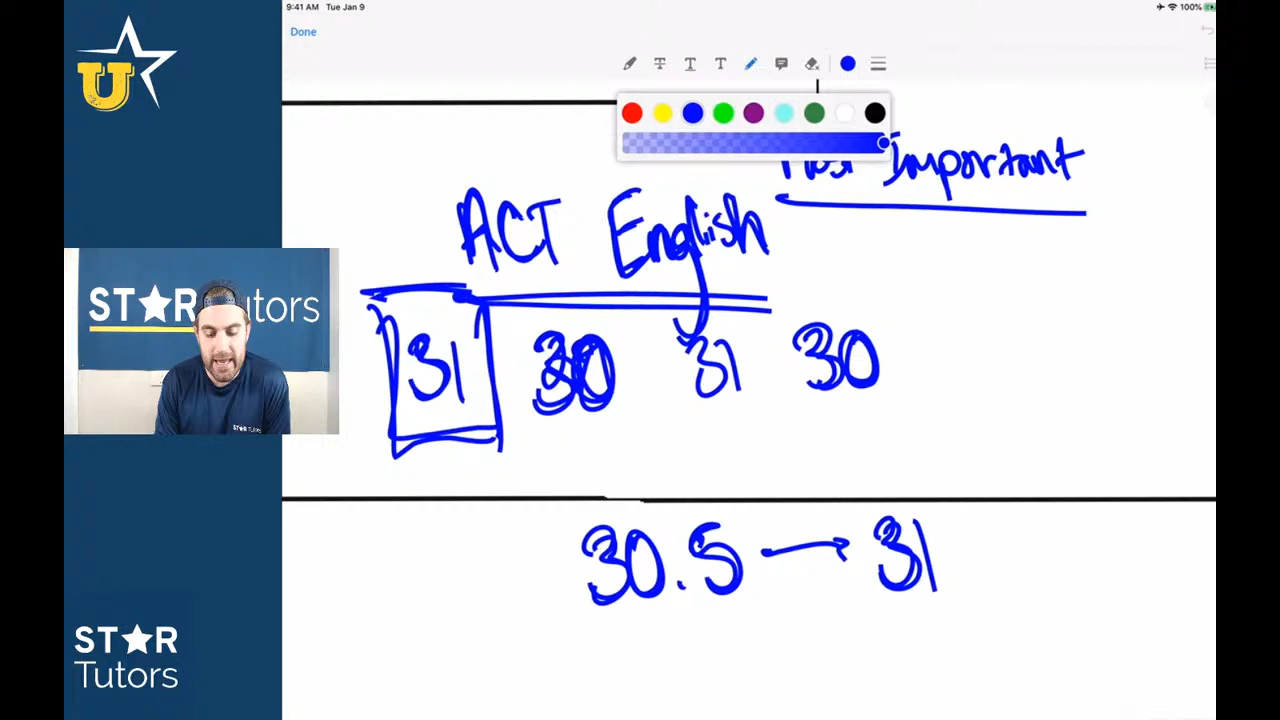 9:41 AM Tue Jan 9
100%
Done
U
Important
ACT English
STAR Tutors
31 30 31 30
30.5 → 31
STAR
Tutors